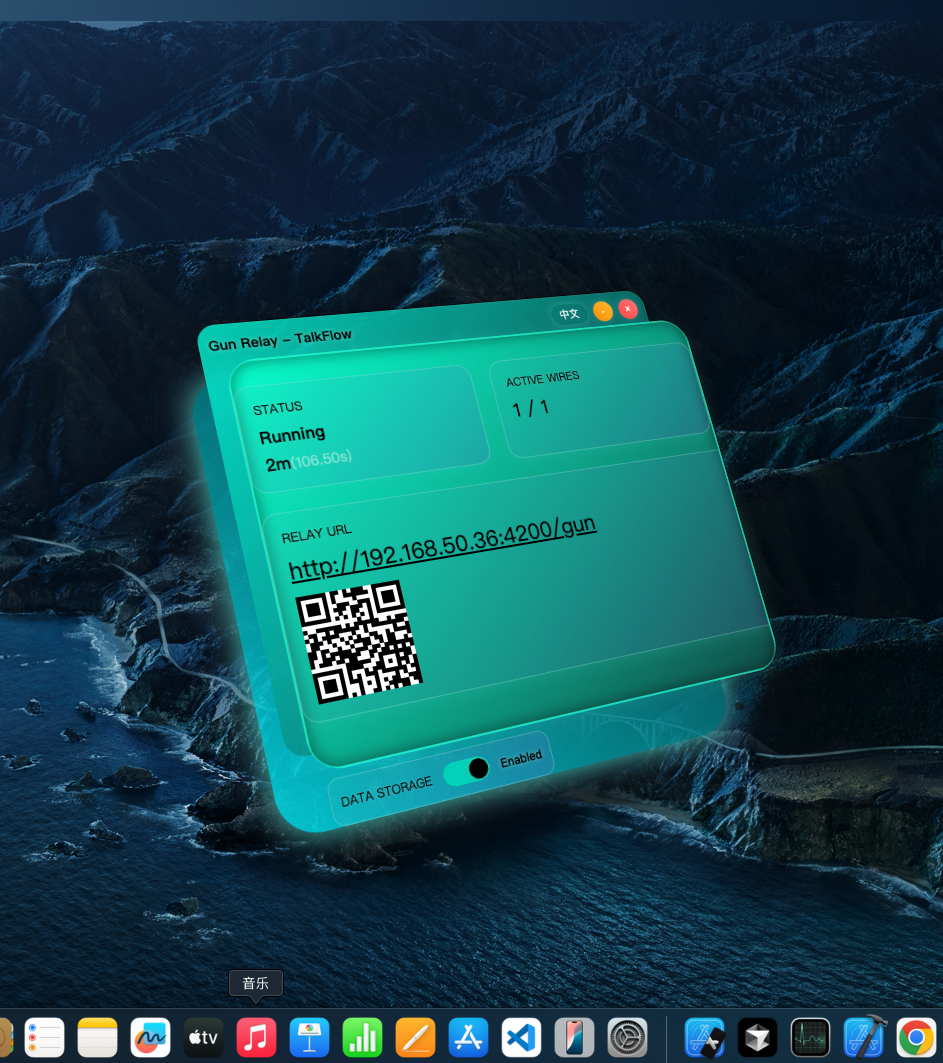 Gun Relay – TalkFlow
中文
-
×
STATUS
Running
2m(106.50s)
ACTIVE WIRES
1 / 1
RELAY URL
http://192.168.50.36:4200/gun
DATA STORAGE
Enabled
音乐
tv